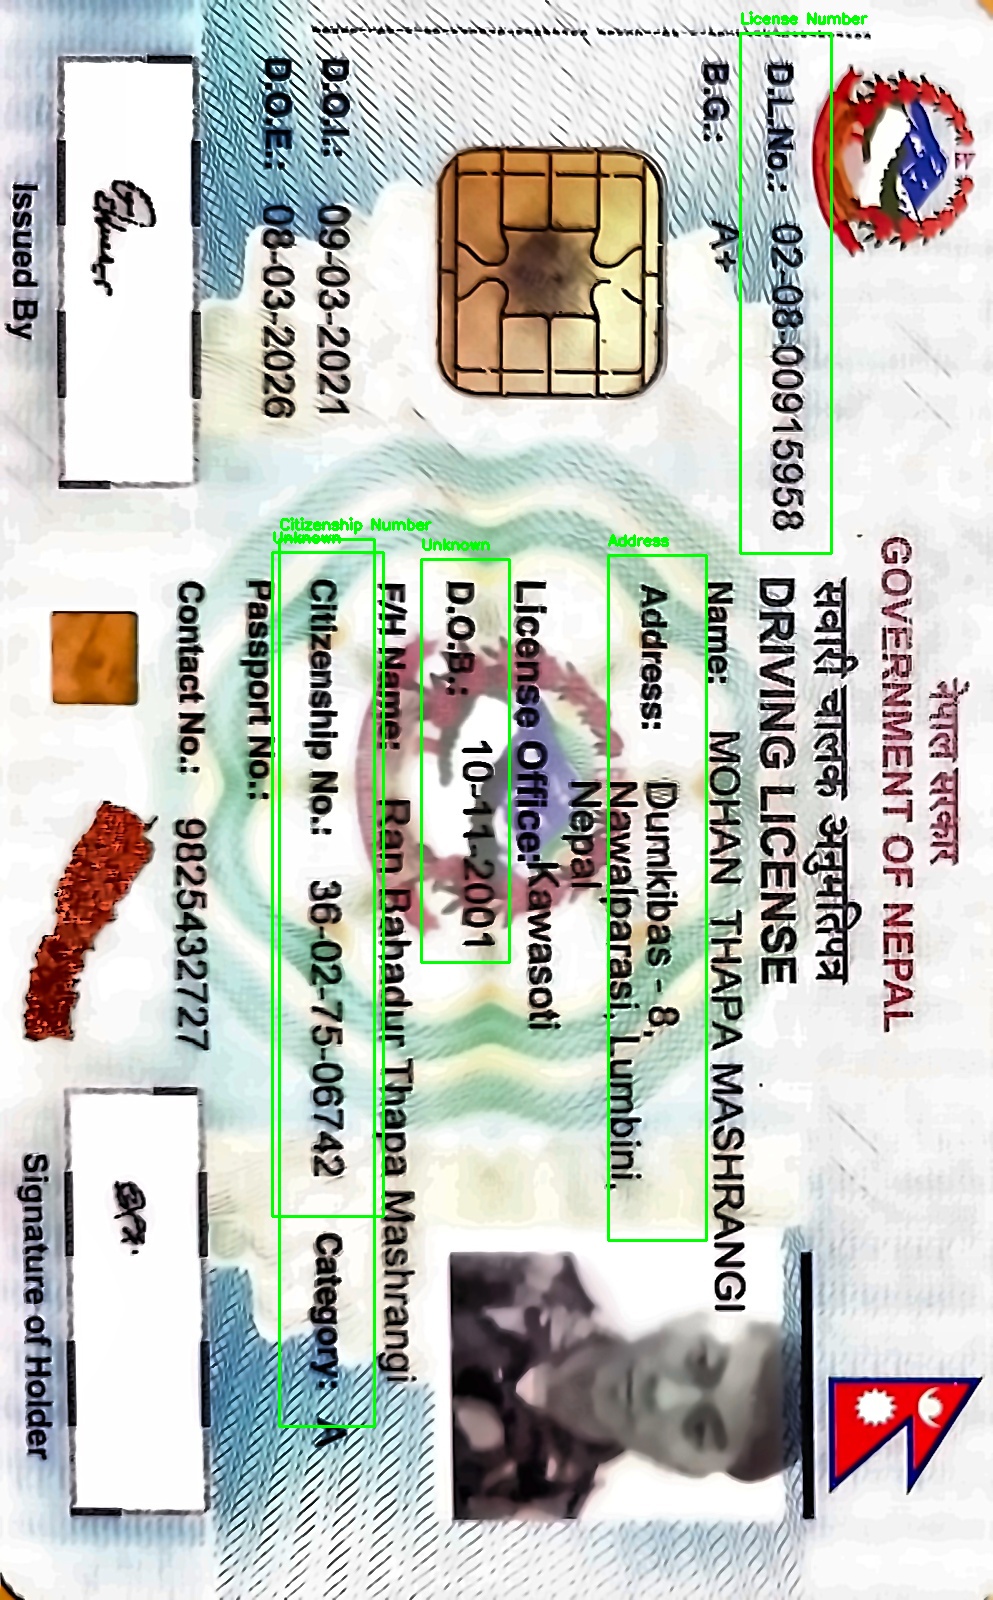 नेपाल सरकार
GOVERNMENT OF NEPAL
सवारी चालक अनुमतिपत्र
DRIVING LICENSE
License Number
D.L.No.: 02-08-00915958
B.G.: A+
Name: MOHAN THAPA MASHRANGI
Address
Address: Dumkibas - 8,
Nawalparasi, Lumbini,
Nepal
License Office: Kawasoti
Unknown
D.O.B.: 10-11-2001
F/H Name: Ran Bahadur Thapa Mashrangi
Citizenship Number
Unknown
D.O.I.: 09-03-2021
Citizenship No.: 36-02-75-06742 Category: A
D.O.E.: 08-03-2026
Passport No.:
Contact No.: 9825432727
Issued By
Signature of Holder